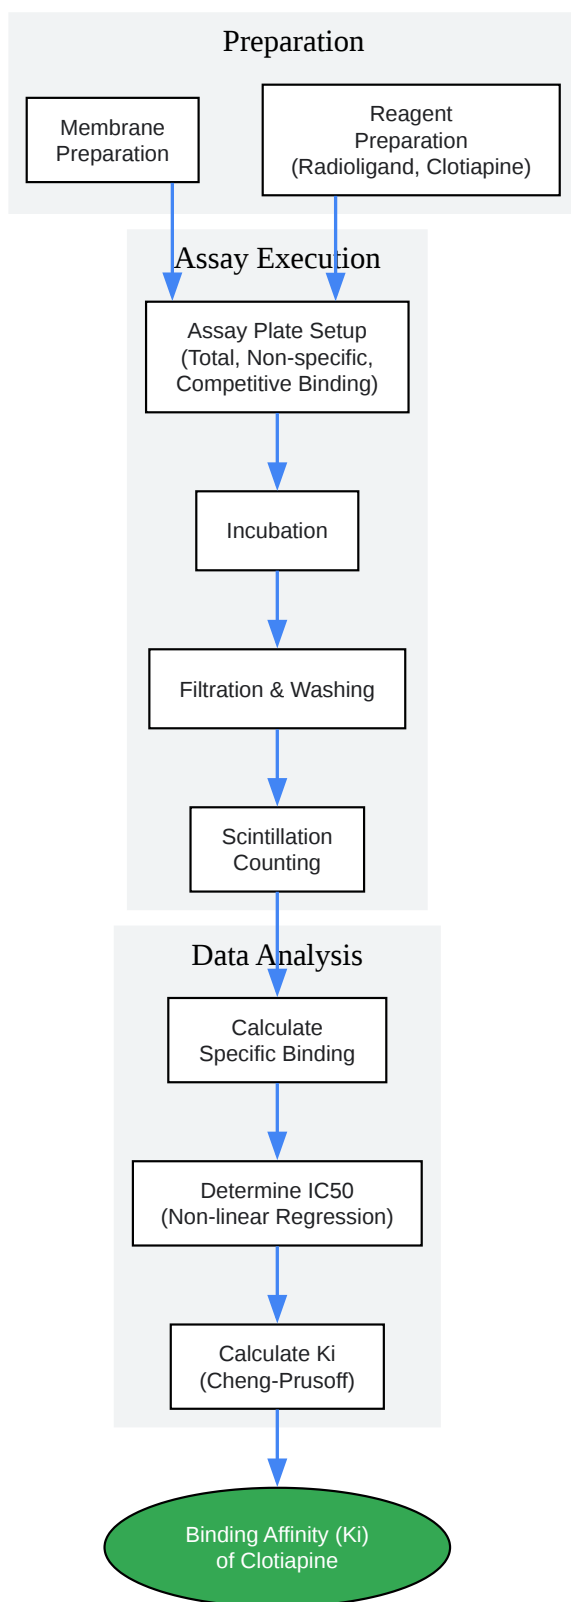 Preparation
Membrane
Preparation
Reagent
Preparation
(Radioligand, Clotiapine)
Assay Execution
Assay Plate Setup
(Total, Non-specific,
Competitive Binding)
Incubation
Filtration & Washing
Scintillation
Counting
Data Analysis
Calculate
Specific Binding
Determine IC50
(Non-linear Regression)
Calculate Ki
(Cheng-Prusoff)
Binding Affinity (Ki)
of Clotiapine